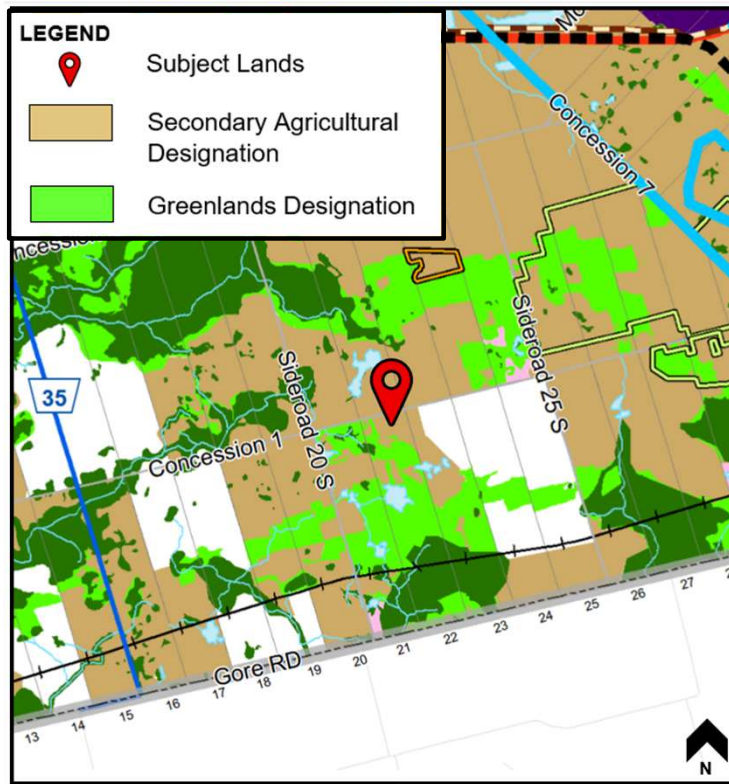 LEGEND
Subject Lands
Secondary Agricultural
Designation
Greenlands Designation
Concession 7
Sideroad 25 S
Sideroad 20 S
35
Concession 1
Gore RD
13
14
15
16
17
18
19
20
21
22
23
24
25
26
27
N